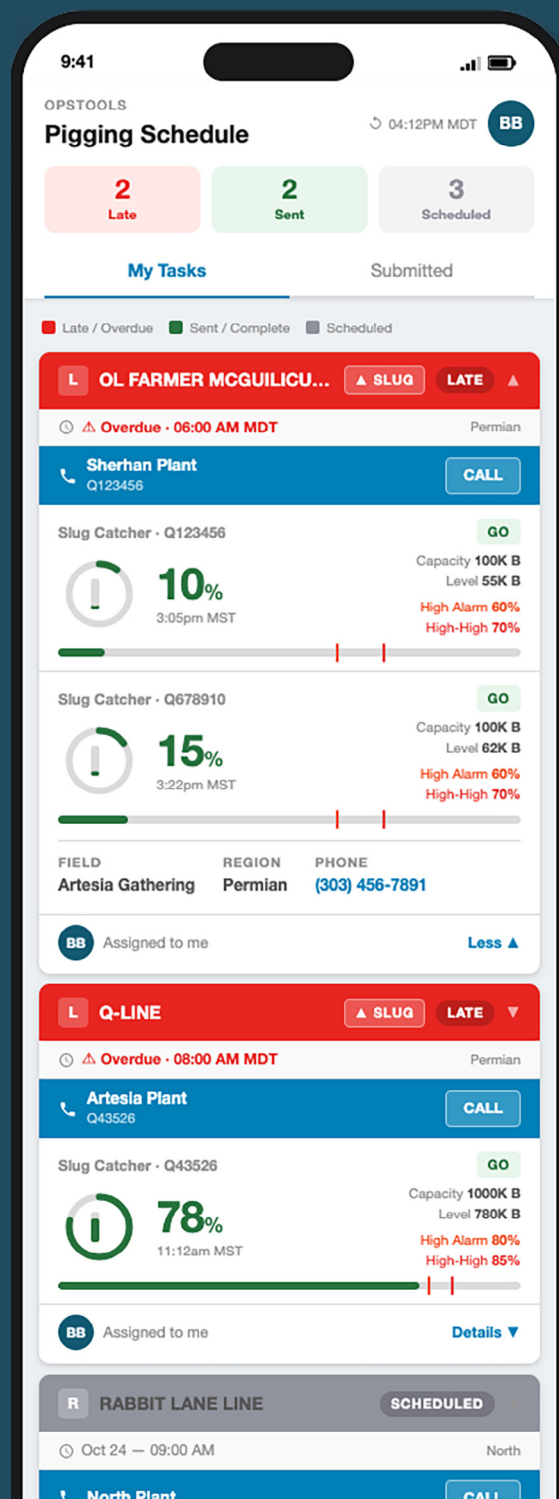 9:41
OPSTOOLS
Pigging Schedule
04:12PM MDT
BB
2
Late
2
Sent
3
Scheduled
My Tasks
Submitted
Late / Overdue
Sent / Complete
Scheduled
L OL FARMER MCGUILICU... ▲ SLUG LATE ▲
⚠ Overdue · 06:00 AM MDT
Permian
Sherhan Plant
Q123456
CALL
Slug Catcher · Q123456
GO
10%
3:05pm MST
Capacity 100K B
Level 55K B
High Alarm 60%
High-High 70%
Slug Catcher · Q678910
GO
15%
3:22pm MST
Capacity 100K B
Level 62K B
High Alarm 60%
High-High 70%
FIELD
Artesia Gathering
REGION
Permian
PHONE
(303) 456-7891
BB Assigned to me
Less ▲
L Q-LINE ▲ SLUG LATE ▼
⚠ Overdue · 08:00 AM MDT
Permian
Artesia Plant
Q43526
CALL
Slug Catcher · Q43526
GO
78%
11:12am MST
Capacity 1000K B
Level 780K B
High Alarm 80%
High-High 85%
BB Assigned to me
Details ▼
R RABBIT LANE LINE SCHEDULED
Oct 24 — 09:00 AM
North
North Plant
CALL